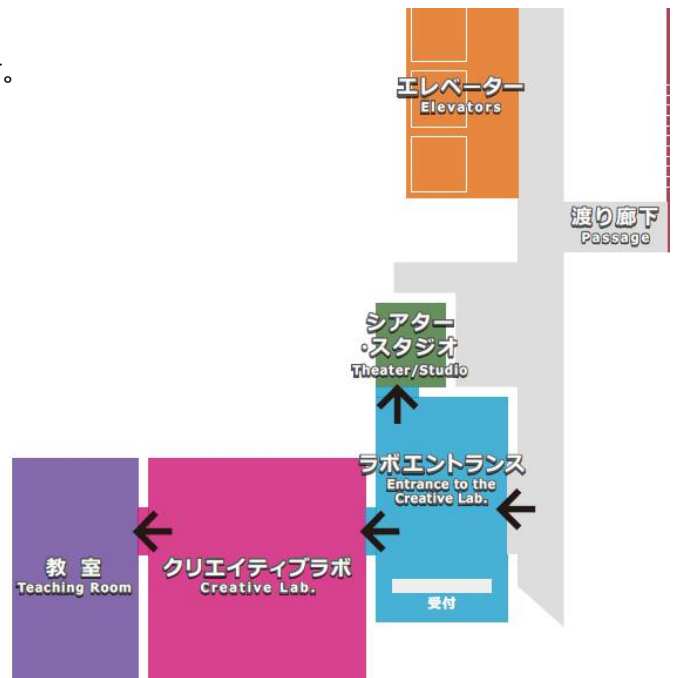 。
エレベーター
Elevators
渡り廊下
Passage
シアター
・スタジオ
Theater/Studio
ラボエントランス
Entrance to the
Creative Lab.
教室
Teaching Room
クリエイティブラボ
Creative Lab.
受付